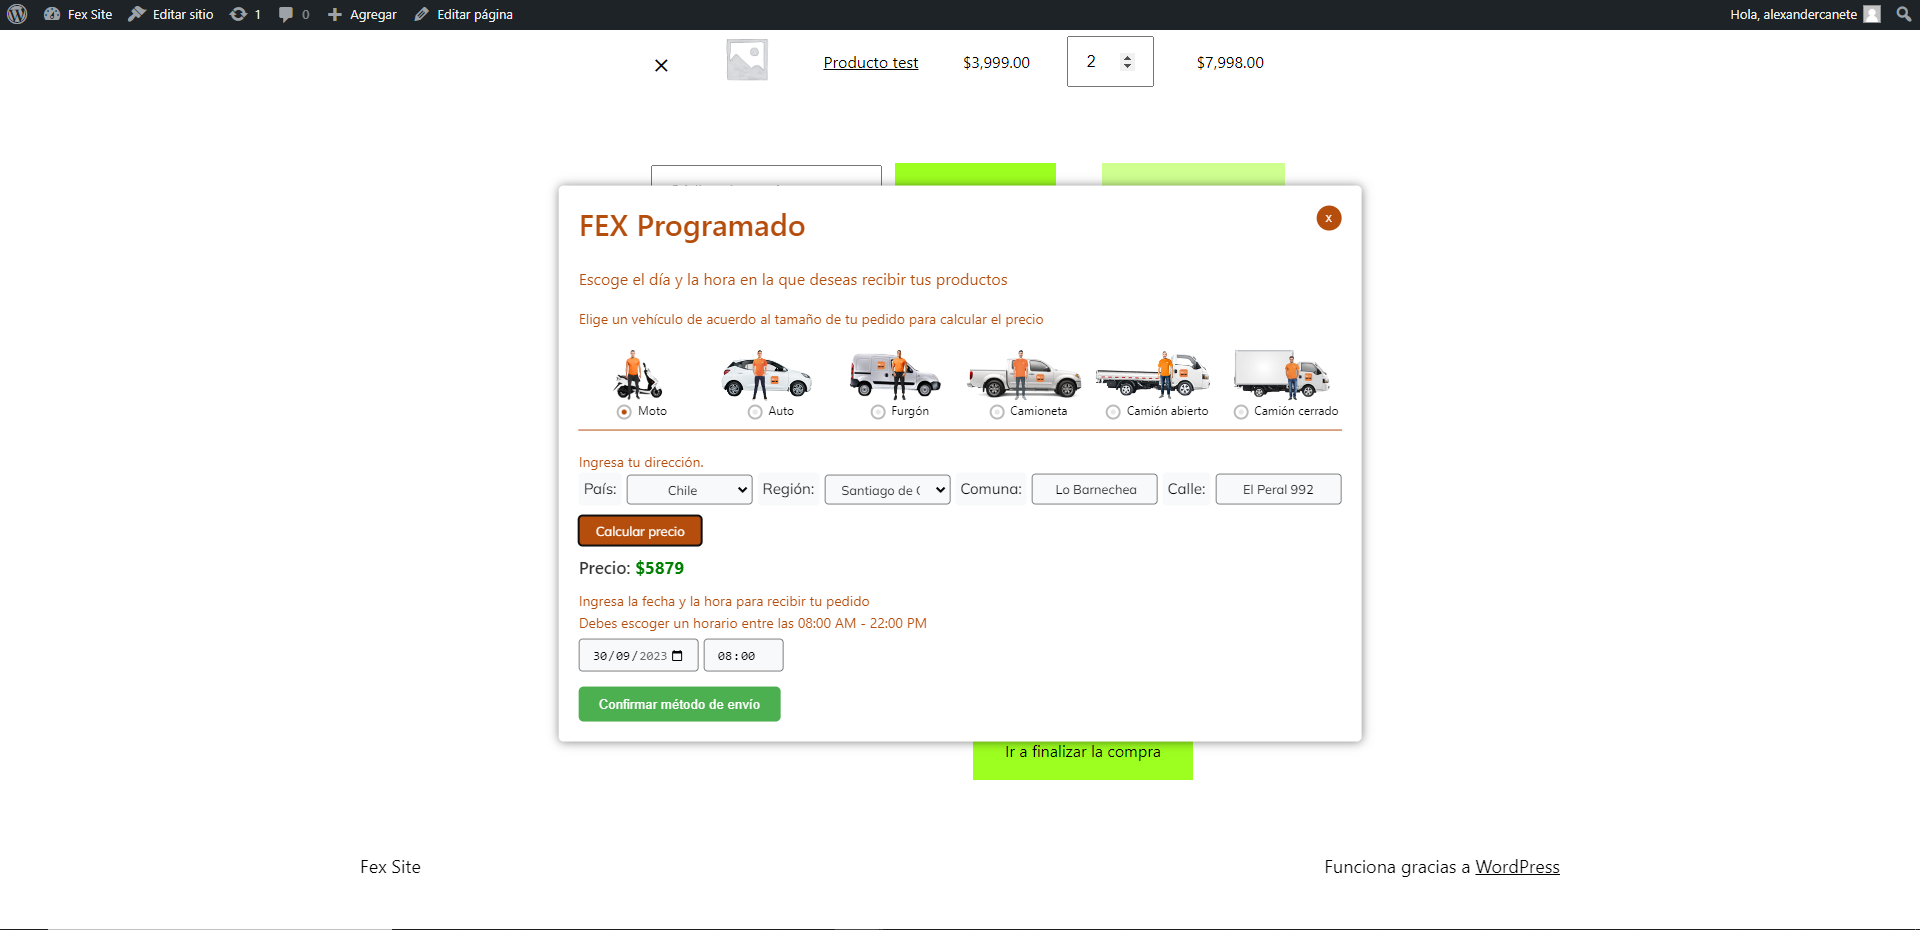 Fex Site Editar sitio 1 0 Agregar Editar página Hola, alexandercanete
Producto test $3,999.00 2 $7,998.00
FEX Programado x
Escoge el día y la hora en la que deseas recibir tus productos
Elige un vehículo de acuerdo al tamaño de tu pedido para calcular el precio
Moto Auto Furgón Camioneta Camión abierto Camión cerrado
Ingresa tu dirección.
País: Chile Región: Santiago de Comuna: Lo Barnechea Calle: El Peral 992
Calcular precio
Precio: $5879
Ingresa la fecha y la hora para recibir tu pedido
Debes escoger un horario entre las 08:00 AM - 22:00 PM
30/09/2023 08:00
Confirmar método de envío
Ir a finalizar la compra
Fex Site Funciona gracias a WordPress